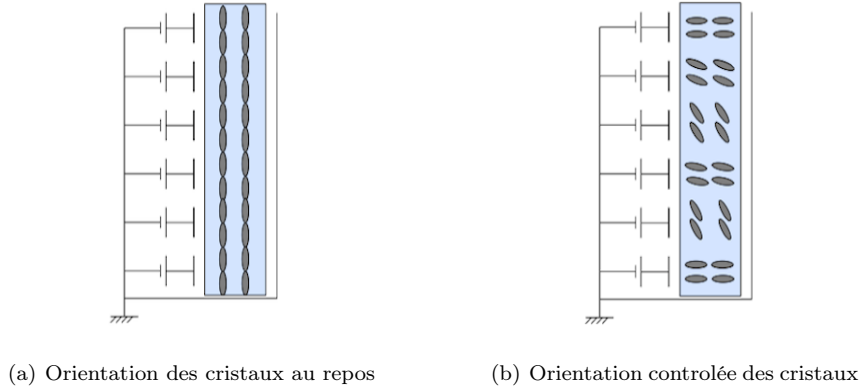 (a) Orientation des cristaux au repos
(b) Orientation controlée des cristaux